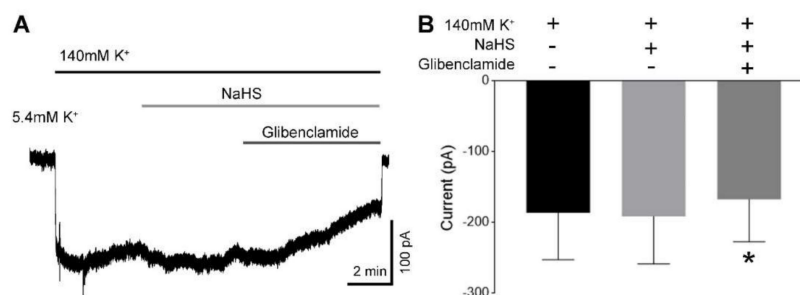 A
140mM K⁺
NaHS
5.4mM K⁺
Glibenclamide
2 min
100 pA
B
140mM K⁺ + + +
NaHS - + +
Glibenclamide - - +
0
-100
-200
-300
Current (pA)
*